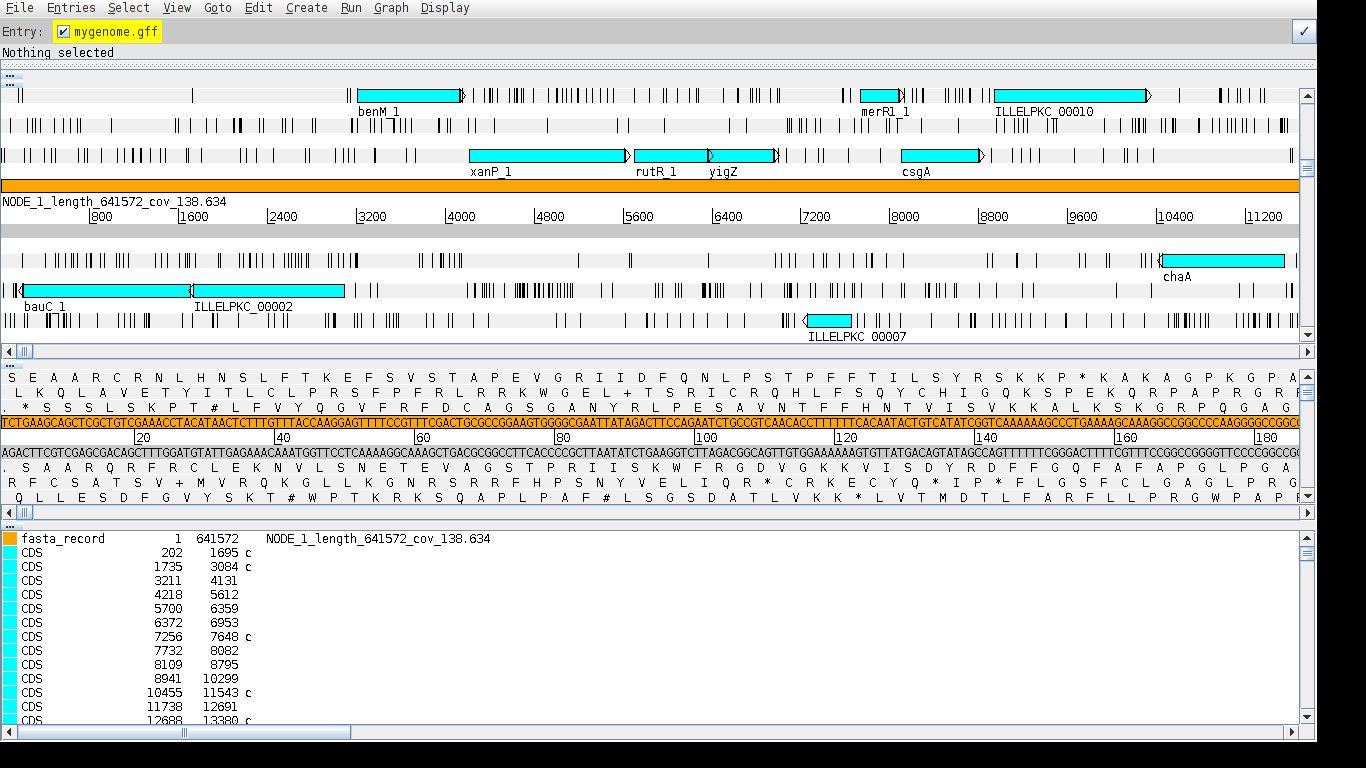 File Entries Select View Goto Edit Create Run Graph Display
Entry: mygenome.gff
Nothing selected
benM_1 merR1_1 ILLELPKC_00010
xanP_1 rutR_1 yigZ csgA
NODE_1_length_641572_cov_138.634
800 1600 2400 3200 4000 4800 5600 6400 7200 8000 8800 9600 10400 11200
chaA
bauC_1 ILLELPKC_00002
ILLELPKC_00007
S E A A R C R N L H N S L F T K E F S V S T A P E V G R I I D F Q N L P S T P F F T I L S Y R S K K P * K A K A G P K G P A
L K Q L A V E T Y I T L C L P R S F P F R L R R K W G E L + T S R I C R Q H L F S Q Y C H I G Q K S P E K Q R P A P R G R
. * S S S L S K P T # L F V Y Q G V F R F D C A G S G A N Y R L P E S A V N T F F H N T V I S V K K A L K S K G R P Q G A G
20 40 60 80 100 120 140 160 180
. S A A R Q R F R C L E K N V L S N E T E V A G S T P R I I S K W F R G D V G K K V I S D Y R D F F G Q F A F A P G L P G A
R F C S A T S V + M V R Q K G L L K G N R S R R F H P S N Y V E L I Q R * C R K E C Y Q * I P * F L G S F C L G A G L P R G
Q L L E S D F G V Y S K T # W P T K R K S Q A P L P A F # L S G S D A T L V K K * L V T M D T L F A R F L L P R G W P A P
fasta_record 1 641572 NODE_1_length_641572_cov_138.634
CDS 202 1695 c
CDS 1735 3084 c
CDS 3211 4131
CDS 4218 5612
CDS 5700 6359
CDS 6372 6953
CDS 7256 7648 c
CDS 7732 8082
CDS 8109 8795
CDS 8941 10299
CDS 10455 11543 c
CDS 11738 12691
CDS 12688 13380 c